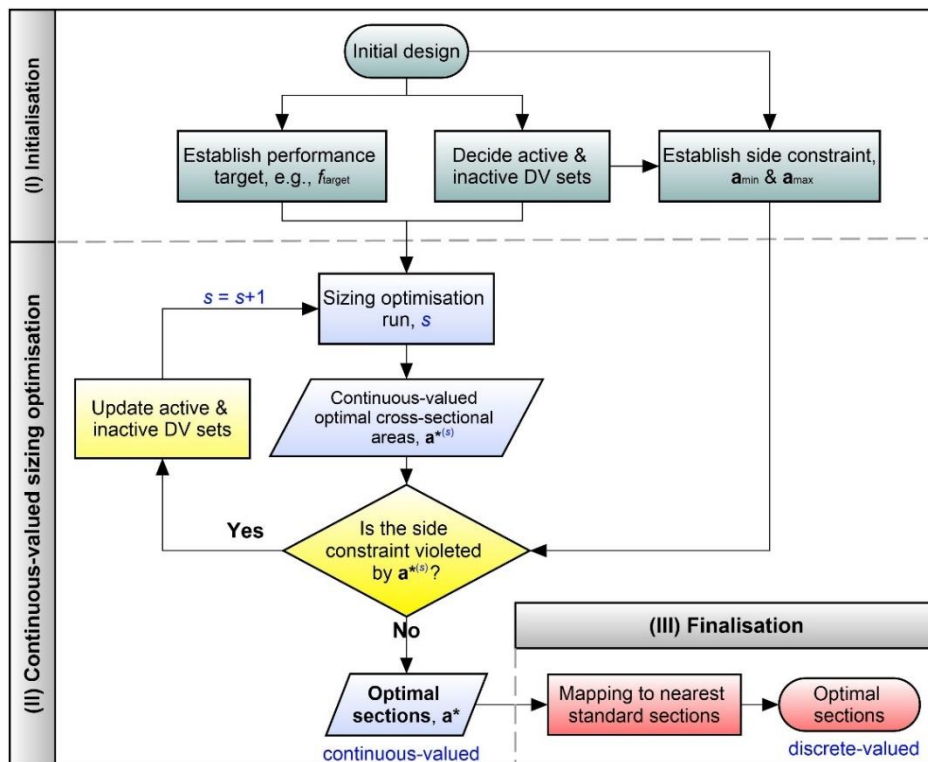 (I) Initialisation
Initial design
Establish performance
target, e.g., f_target
Decide active &
inactive DV sets
Establish side constraint,
a_min & a_max
(II) Continuous-valued sizing optimisation
s = s+1
Sizing optimisation
run, s
Update active &
inactive DV sets
Continuous-valued
optimal cross-sectional
areas, a*(s)
Yes
Is the side
constraint violeted
by a*(s)?
No
(III) Finalisation
Optimal
sections, a*
continuous-valued
Mapping to nearest
standard sections
Optimal
sections
discrete-valued